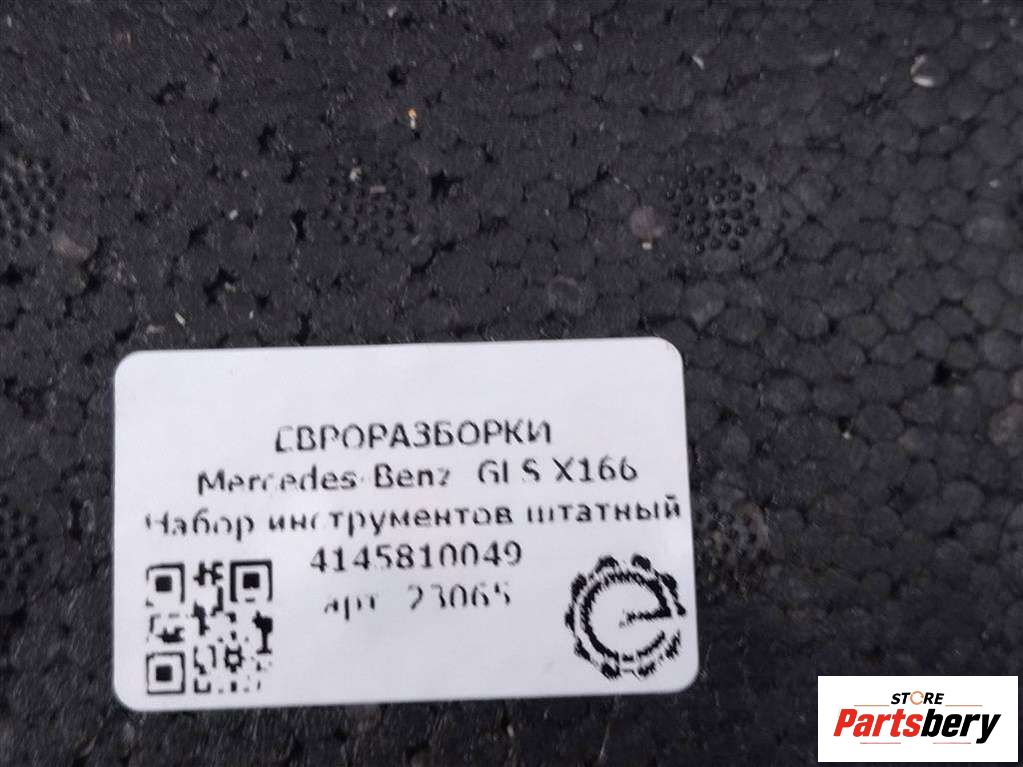 ЕВРОРАЗБОРКИ
Mercedes-Benz GLS X166
Набор инструментов штатный
4145810049
арт. 23065
STORE
Partsbery